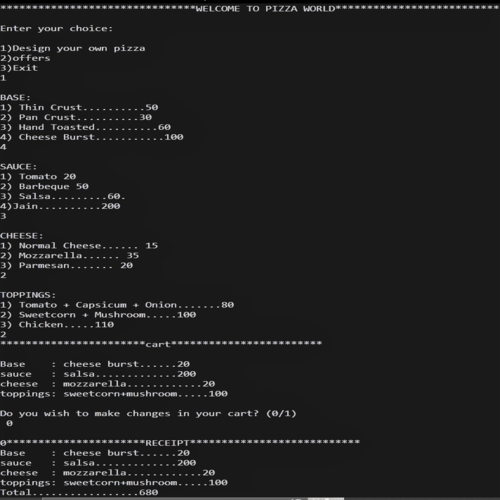 ********************************WELCOME TO PIZZA WORLD********************************
Enter your choice:
1)Design your own pizza
2)offers
3)Exit
1
BASE:
1) Thin Crust..........50
2) Pan Crust..........30
3) Hand Toasted..........60
4) Cheese Burst...........100
4
SAUCE:
1) Tomato 20
2) Barbeque 50
3) Salsa.........60.
4)Jain..........200
3
CHEESE:
1) Normal Cheese...... 15
2) Mozzarella...... 35
3) Parmesan....... 20
2
TOPPINGS:
1) Tomato + Capsicum + Onion.......80
2) Sweetcorn + Mushroom.....100
3) Chicken.....110
2
***********************cart************************
Base    : cheese burst......20
sauce   : salsa.............200
cheese  : mozzarella............20
toppings: sweetcorn+mushroom.....100
Do you wish to make changes in your cart? (0/1)
0
0**********************RECEIPT***************************
Base    : cheese burst......20
sauce   : salsa.............200
cheese  : mozzarella............20
toppings: sweetcorn+mushroom.....100
Total.................680